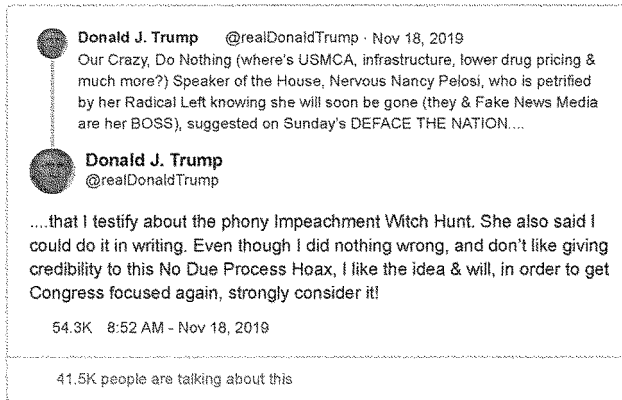 Donald J. Trump @realDonaldTrump · Nov 18, 2019
Our Crazy, Do Nothing (where's USMCA, infrastructure, lower drug pricing &
much more?) Speaker of the House, Nervous Nancy Pelosi, who is petrified
by her Radical Left knowing she will soon be gone (they & Fake News Media
are her BOSS), suggested on Sunday's DEFACE THE NATION....
Donald J. Trump
@realDonaldTrump
....that I testify about the phony Impeachment Witch Hunt. She also said I
could do it in writing. Even though I did nothing wrong, and don't like giving
credibility to this No Due Process Hoax, I like the idea & will, in order to get
Congress focused again, strongly consider it!
54.3K 8:52 AM - Nov 18, 2019
41.5K people are talking about this